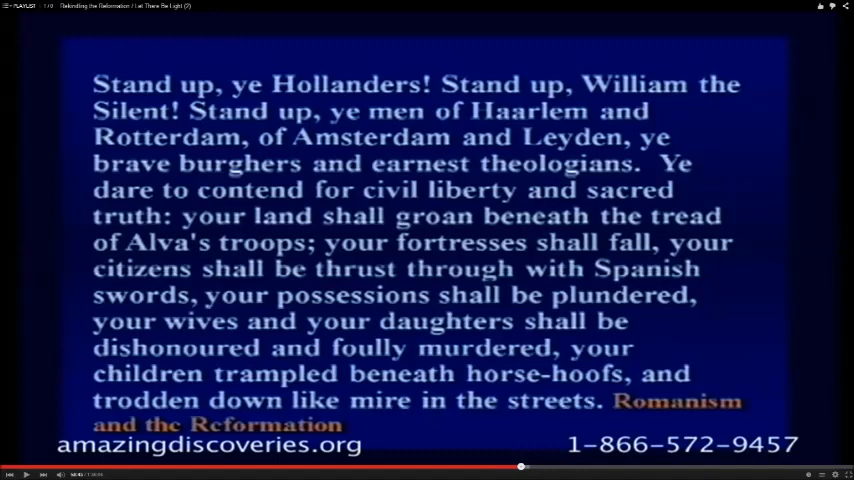 PLAYLIST
Rekindling the Reformation / Let There Be Light (2)
Stand up, ye Hollanders! Stand up, William the
Silent! Stand up, ye men of Haarlem and
Rotterdam, of Amsterdam and Leyden, ye
brave burghers and earnest theologians. Ye
dare to contend for civil liberty and sacred
truth: your land shall groan beneath the tread
of Alva's troops; your fortresses shall fall, your
citizens shall be thrust through with Spanish
swords, your possessions shall be plundered,
your wives and your daughters shall be
dishonoured and foully murdered, your
children trampled beneath horse-hoofs, and
trodden down like mire in the streets. Romanism
and the Reformation
amazingdiscoveries.org 1-866-572-9457